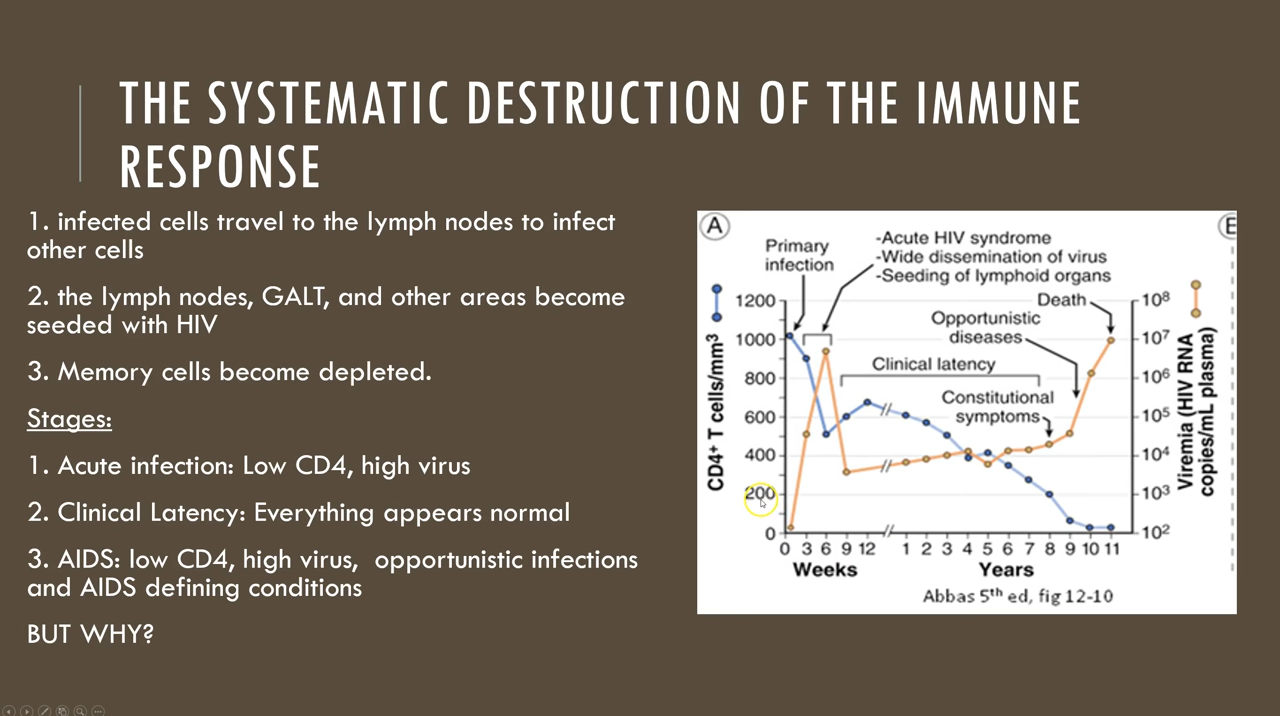 THE SYSTEMATIC DESTRUCTION OF THE IMMUNE
RESPONSE
1. infected cells travel to the lymph nodes to infect
other cells
2. the lymph nodes, GALT, and other areas become
seeded with HIV
3. Memory cells become depleted.
Stages:
1. Acute infection: Low CD4, high virus
2. Clinical Latency: Everything appears normal
3. AIDS: low CD4, high virus,  opportunistic infections
and AIDS defining conditions
BUT WHY?
A
E
Primary
infection
-Acute HIV syndrome
-Wide dissemination of virus
-Seeding of lymphoid organs
Death
Opportunistic
diseases
Clinical latency
Constitutional
symptoms
CD4⁺ T cells/mm³
1200
1000
800
600
400
200
0
10⁸
10⁷
10⁶
10⁵
10⁴
10³
10²
Viremia (HIV RNA
copies/mL plasma)
0 3 6 9 12 1 2 3 4 5 6 7 8 9 10 11
Weeks Years
Abbas 5ᵗʰ ed, fig 12-10